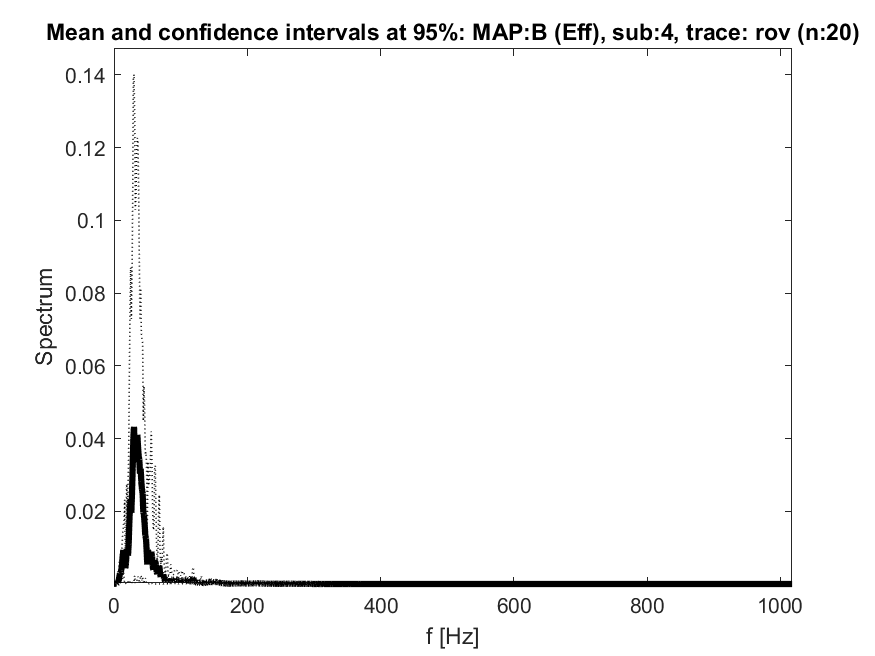 Mean and confidence intervals at 95%: MAP:B (Eff), sub:4, trace: rov (n:20)
0.14
0.12
0.1
0.08
0.06
0.04
0.02
Spectrum
0 200 400 600 800 1000
f [Hz]